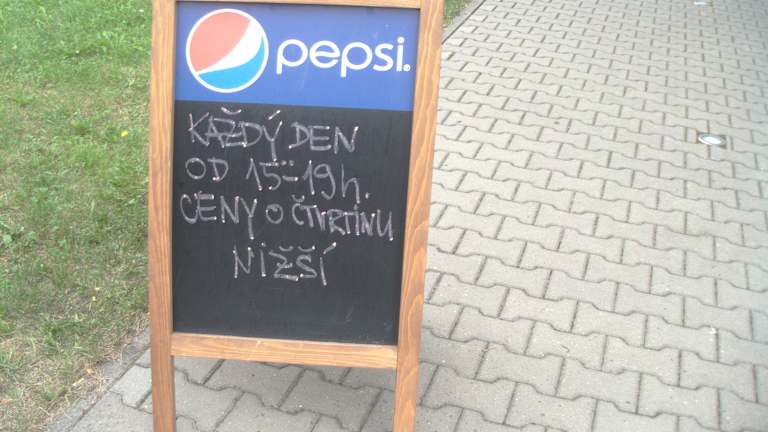 pepsi.
KAŽDÝ DEN
OD 15-19h.
CENY O ČTVRTINU
NIŽŠÍ